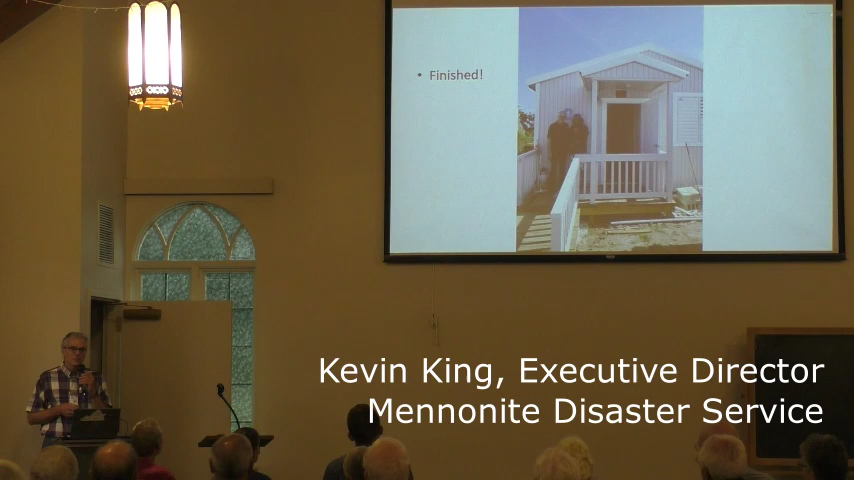 • Finished!
Kevin King, Executive Director
Mennonite Disaster Service